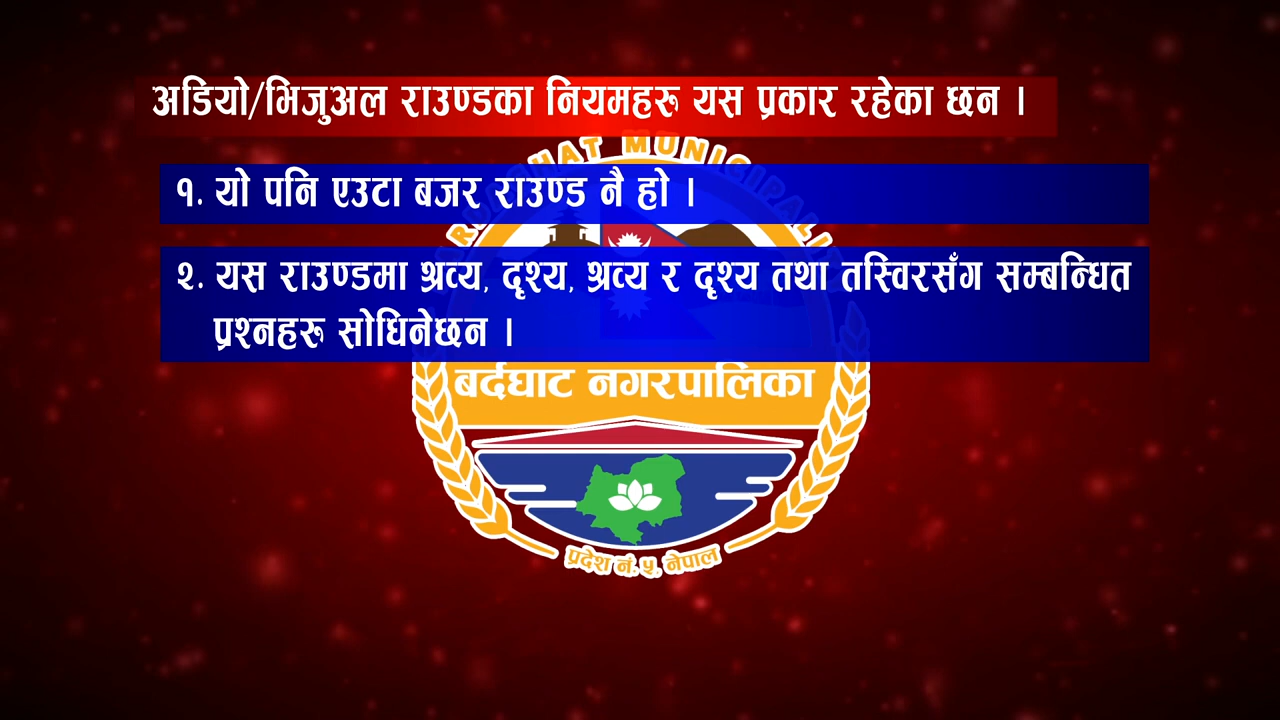 अडियो/भिजुअल राउण्डका नियमहरू यस प्रकार रहेका छन ।
MUNICIPALI
१. यो पनि एउटा बजर राउण्ड नै हो ।
२. यस राउण्डमा श्रव्य, दृश्य, श्रव्य र दृश्य तथा तस्विरसँग सम्बन्धित
प्रश्नहरू सोधिनेछन ।
बर्दघाट नगरपालिका
प्रदेश नं. ५, नेपाल